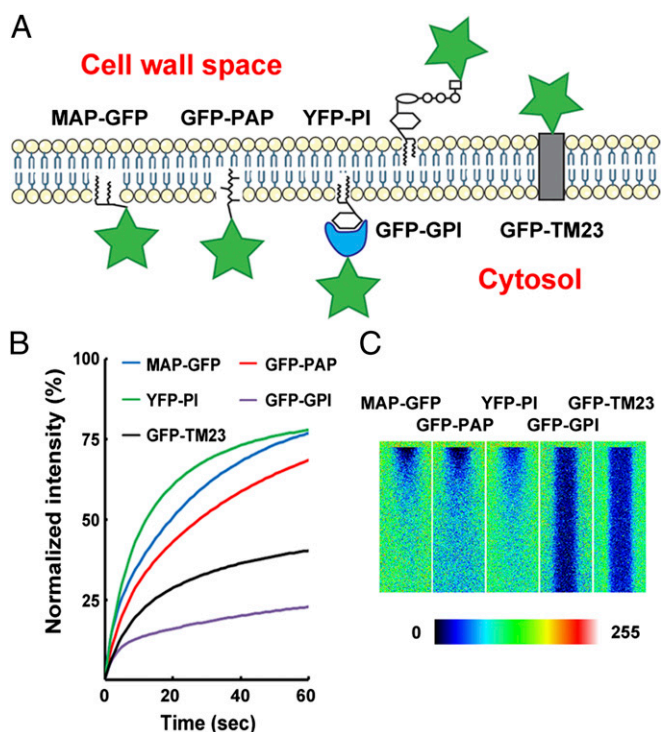 A
Cell wall space
MAP-GFP GFP-PAP YFP-PI
GFP-GPI GFP-TM23
Cytosol
B
Normalized intensity (%)
100
75
50
25
MAP-GFP GFP-PAP
YFP-PI GFP-GPI
GFP-TM23
0 20 40 60
Time (sec)
C
MAP-GFP YFP-PI GFP-TM23
GFP-PAP GFP-GPI
0 255